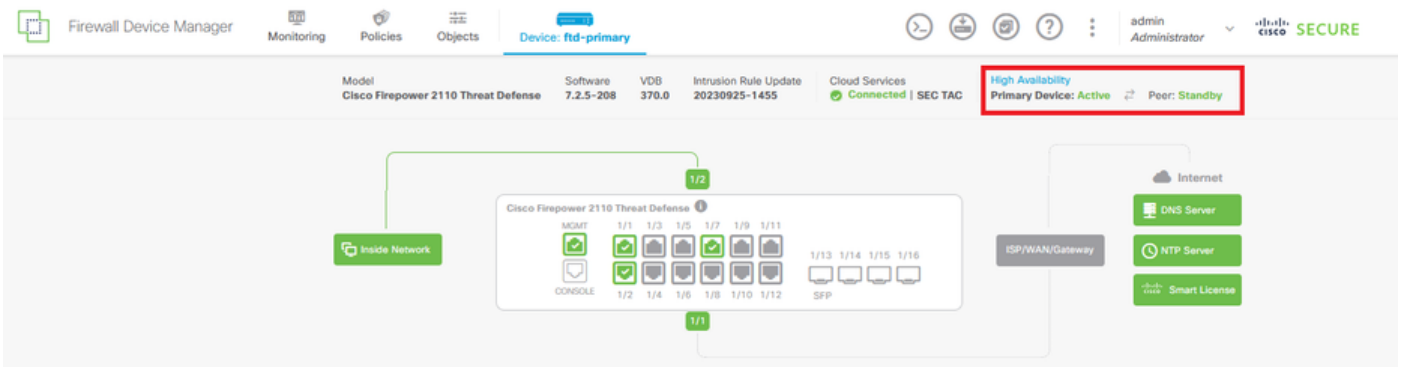 Firewall Device Manager
Monitoring
Policies
Objects
Device: ftd-primary
admin
Administrator
cisco SECURE
Model
Cisco Firepower 2110 Threat Defense
Software
7.2.5-208
VDB
370.0
Intrusion Rule Update
20230925-1455
Cloud Services
Connected | SEC TAC
High Availability
Primary Device: Active
Peer: Standby
1/2
Internet
Cisco Firepower 2110 Threat Defense
MGMT 1/1 1/3 1/5 1/7 1/9 1/11
DNS Server
Inside Network
ISP/WAN/Gateway
NTP Server
1/13 1/14 1/15 1/16
CONSOLE 1/2 1/4 1/6 1/8 1/10 1/12 SFP
Smart License
1/1